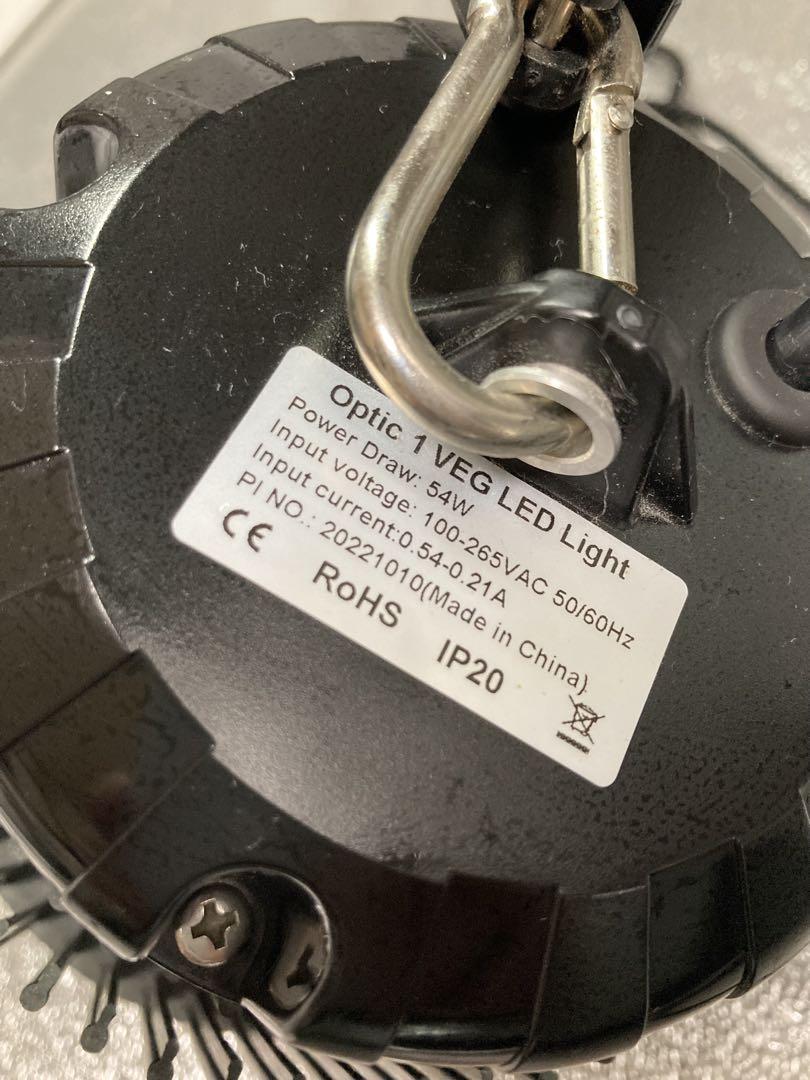 Optic 1 VEG LED Light
Power Draw: 54W
Input voltage: 100-265VAC 50/60Hz
Input current:0.54-0.21A
PI NO.: 20221010(Made in China)
CE RoHS IP20